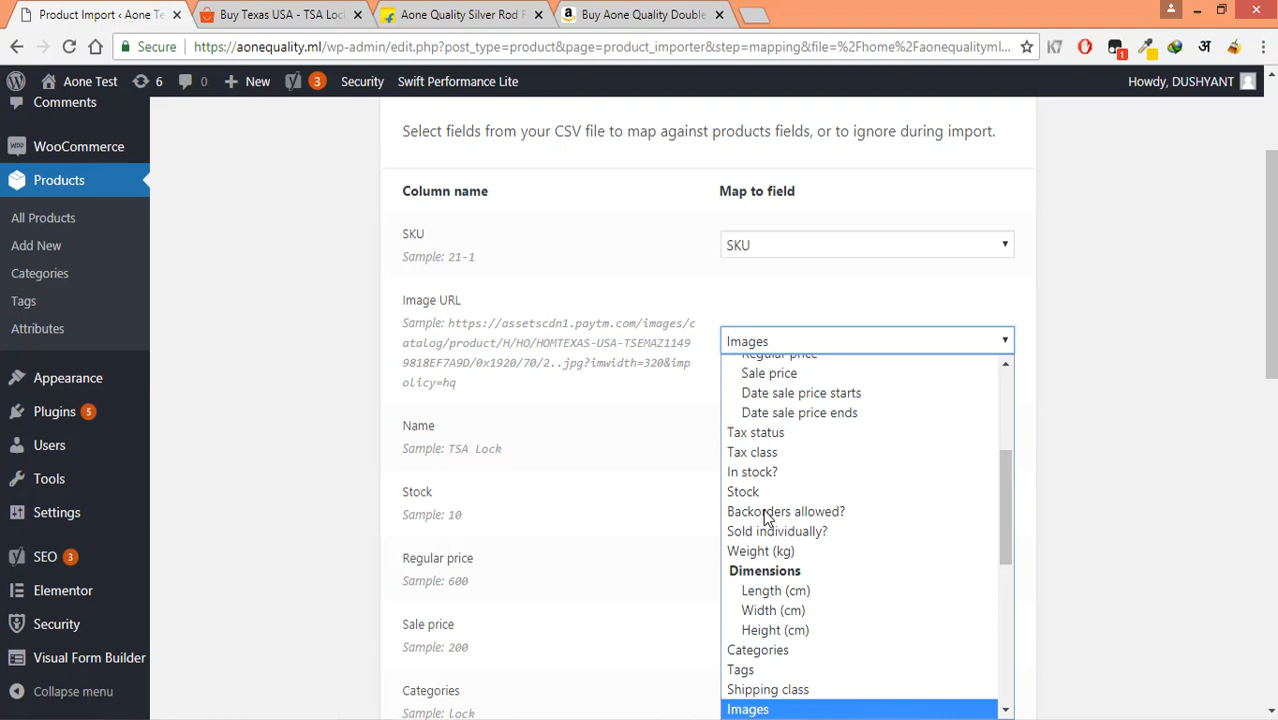 Product Import ‹ Aone Te
Buy Texas USA - TSA Lock
Aone Quality Silver Rod F
Buy Aone Quality Double
Secure
https://aonequality.ml/wp-admin/edit.php?post_type=product&page=product_importer&step=mapping&file=%2Fhome%2Faonequalityml...
K7
1
अ
Aone Test
6
0
New
3
Security
Swift Performance Lite
Howdy, DUSHYANT
Comments
WooCommerce
Products
All Products
Add New
Categories
Tags
Attributes
Appearance
Plugins 5
Users
Tools
Settings
SEO 3
Elementor
Security
Visual Form Builder
Collapse menu
Select fields from your CSV file to map against products fields, or to ignore during import.
Column name
Map to field
SKU
Sample: 21-1
SKU
Image URL
Sample: https://assetscdn1.paytm.com/images/c
atalog/product/H/HO/HOMTEXAS-USA-TSEMAZ1149
9818EF7A9D/0x1920/70/2..jpg?imwidth=320&imp
olicy=hq
Images
Name
Sample: TSA Lock
Stock
Sample: 10
Regular price
Sample: 600
Sale price
Sample: 200
Categories
Sample: lock
Regular price
Sale price
Date sale price starts
Date sale price ends
Tax status
Tax class
In stock?
Stock
Backorders allowed?
Sold individually?
Weight (kg)
Dimensions
Length (cm)
Width (cm)
Height (cm)
Categories
Tags
Shipping class
Images